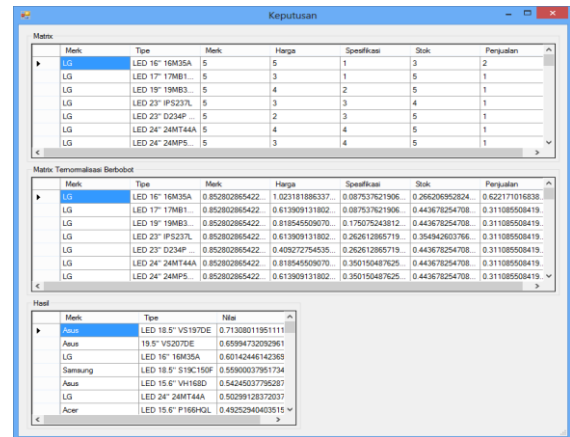 Keputusan
Matrix
Merk Tipe Merk Harga Spesifikasi Stok Penjualan
LG LED 16" 16M35A 5 5 1 3 2
LG LED 17" 17MB1... 5 3 1 5 1
LG LED 19" 19MB3... 5 4 2 5 1
LG LED 23" IPS237L 5 3 3 4 1
LG LED 23" D234P ... 5 2 3 5 1
LG LED 24" 24MT44A 5 4 4 5 1
LG LED 24" 24MP5... 5 3 4 5 1
Matrix Ternormalisasi Berbobot
Merk Tipe Merk Harga Spesifikasi Stok Penjualan
LG LED 16" 16M35A 0.852802865422... 1.023181886337... 0.087537621906... 0.266206952824... 0.622171016838...
LG LED 17" 17MB1... 0.852802865422... 0.613909131802... 0.087537621906... 0.443678254708... 0.311085508419...
LG LED 19" 19MB3... 0.852802865422... 0.818545509070... 0.175075243812... 0.443678254708... 0.311085508419...
LG LED 23" IPS237L 0.852802865422... 0.613909131802... 0.262612865719... 0.354942603766... 0.311085508419...
LG LED 23" D234P ... 0.852802865422... 0.409272754535... 0.262612865719... 0.443678254708... 0.311085508419...
LG LED 24" 24MT44A 0.852802865422... 0.818545509070... 0.350150487625... 0.443678254708... 0.311085508419...
LG LED 24" 24MP5... 0.852802865422... 0.613909131802... 0.350150487625... 0.443678254708... 0.311085508419...
Hasil
Merk Tipe Nilai
Asus LED 18.5" VS197DE 0.71308011951111
Asus 19.5" VS207DE 0.65994732092961
LG LED 16" 16M35A 0.60142446142369
Samsung LED 18.5" S19C150F 0.55900037951734
Asus LED 15.6" VH168D 0.54245037795287
LG LED 24" 24MT44A 0.50299128372037
Acer LED 15.6" P166HQL 0.49252940403515